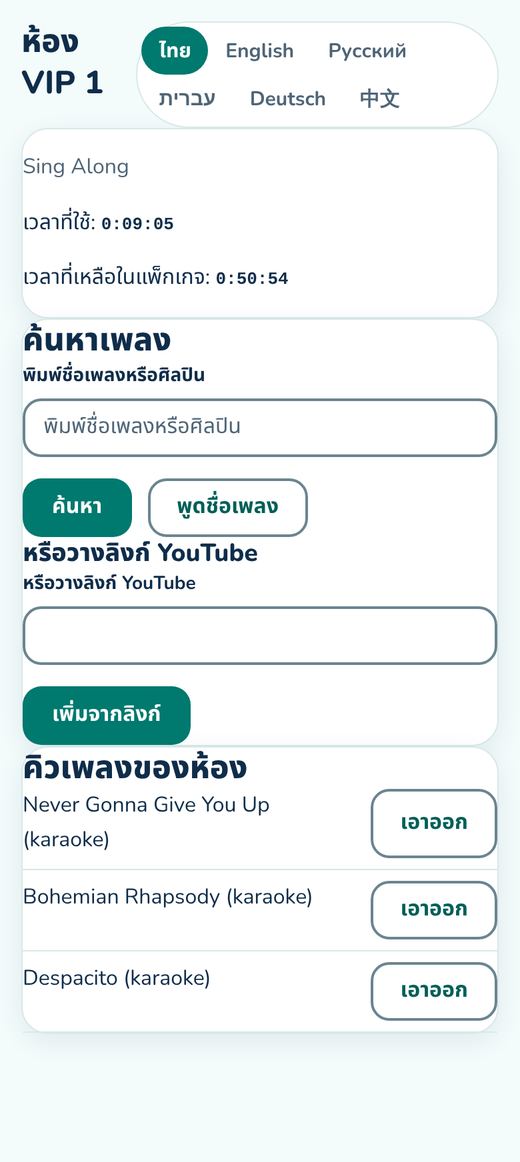 ห้อง
VIP 1
ไทย English Русский
עברית Deutsch 中文
Sing Along
เวลาที่ใช้: 0:09:05
เวลาที่เหลือในแพ็กเกจ: 0:50:54
ค้นหาเพลง
พิมพ์ชื่อเพลงหรือศิลปิน
พิมพ์ชื่อเพลงหรือศิลปิน
ค้นหา พูดชื่อเพลง
หรือวางลิงก์ YouTube
หรือวางลิงก์ YouTube
เพิ่มจากลิงก์
คิวเพลงของห้อง
Never Gonna Give You Up
(karaoke)
เอาออก
Bohemian Rhapsody (karaoke) เอาออก
Despacito (karaoke) เอาออก